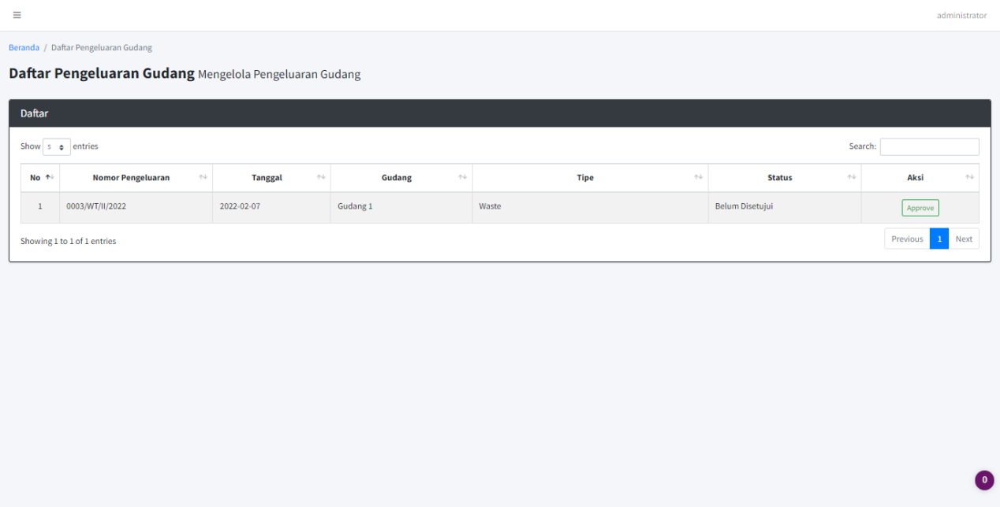 administrator
Beranda / Daftar Pengeluaran Gudang
Daftar Pengeluaran Gudang Mengelola Pengeluaran Gudang
Daftar
Show 5 entries Search:
No Nomor Pengeluaran Tanggal Gudang Tipe Status Aksi
1 0003/WT/II/2022 2022-02-07 Gudang 1 Waste Belum Disetujui Approve
Showing 1 to 1 of 1 entries Previous 1 Next
0